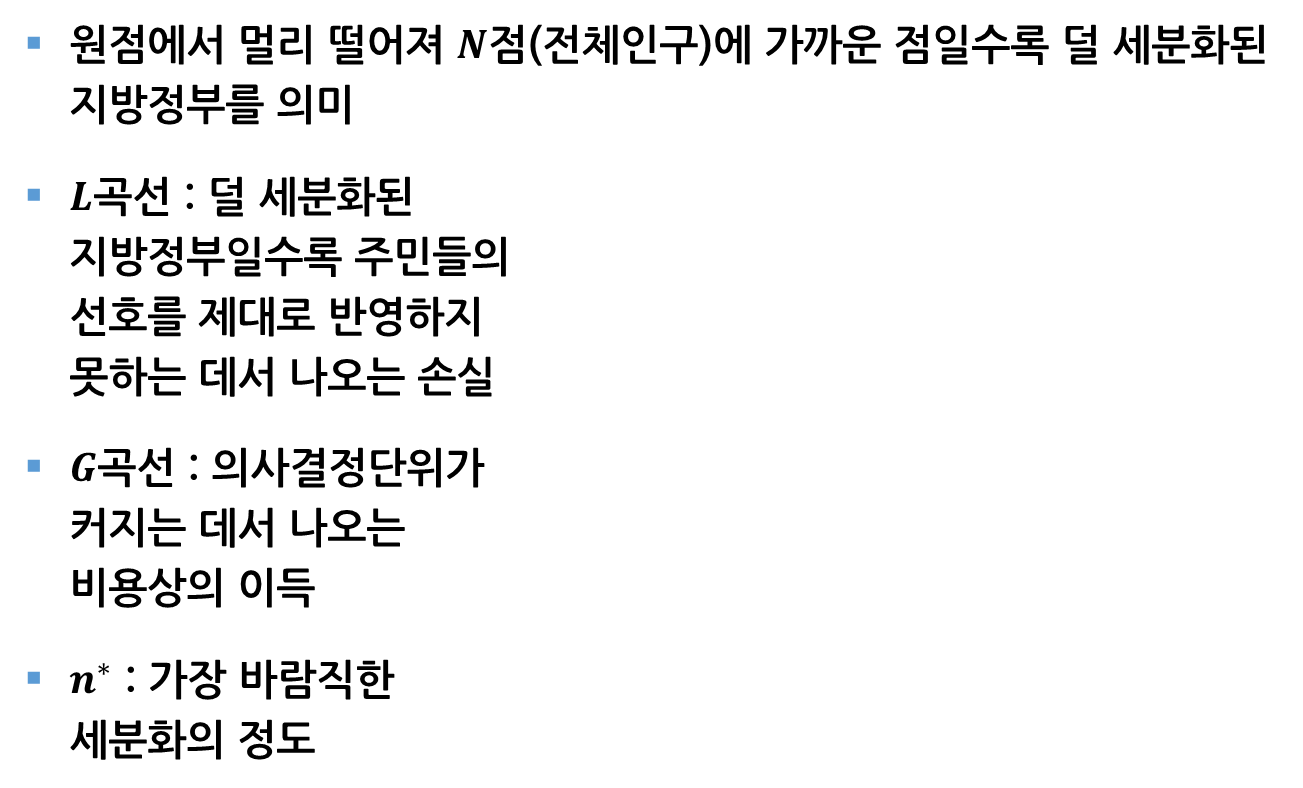 ▪ 원점에서 멀리 떨어져 N점(전체인구)에 가까운 점일수록 덜 세분화된
지방정부를 의미
▪ L곡선 : 덜 세분화된
지방정부일수록 주민들의
선호를 제대로 반영하지
못하는 데서 나오는 손실
▪ G곡선 : 의사결정단위가
커지는 데서 나오는
비용상의 이득
▪ n* : 가장 바람직한
세분화의 정도